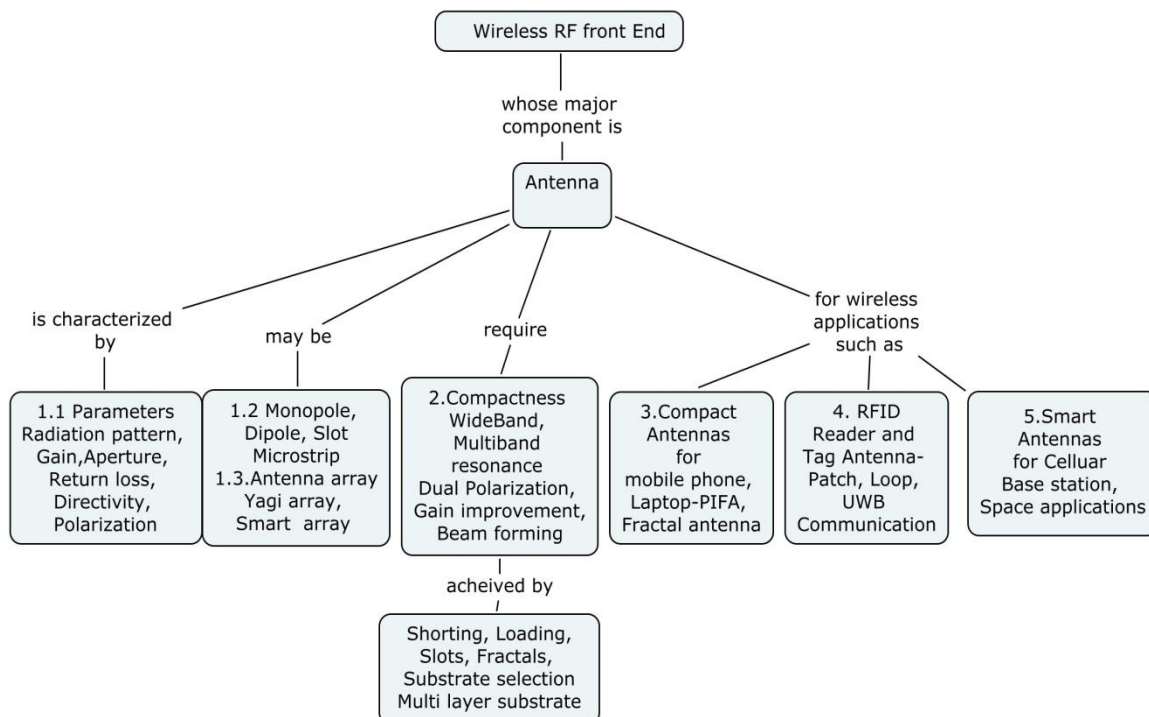 Wireless RF front End
whose major
component is
Antenna
is characterized
by
may be
require
for wireless
applications
such as
1.1 Parameters
Radiation pattern,
Gain,Aperture,
Return loss,
Directivity,
Polarization
1.2 Monopole,
Dipole, Slot
Microstrip
1.3.Antenna array
Yagi array,
Smart array
2.Compactness
WideBand,
Multiband
resonance
Dual Polarization,
Gain improvement,
Beam forming
3.Compact
Antennas
for
mobile phone,
Laptop-PIFA,
Fractal antenna
4. RFID
Reader and
Tag Antenna-
Patch, Loop,
UWB
Communication
5.Smart
Antennas
for Celluar
Base station,
Space applications
acheived by
Shorting, Loading,
Slots, Fractals,
Substrate selection
Multi layer substrate